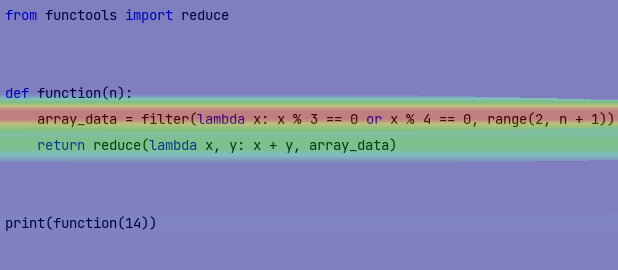 from functools import reduce
def function(n):
    array_data = filter(lambda x: x % 3 == 0 or x % 4 == 0, range(2, n + 1))
    return reduce(lambda x, y: x + y, array_data)
print(function(14))